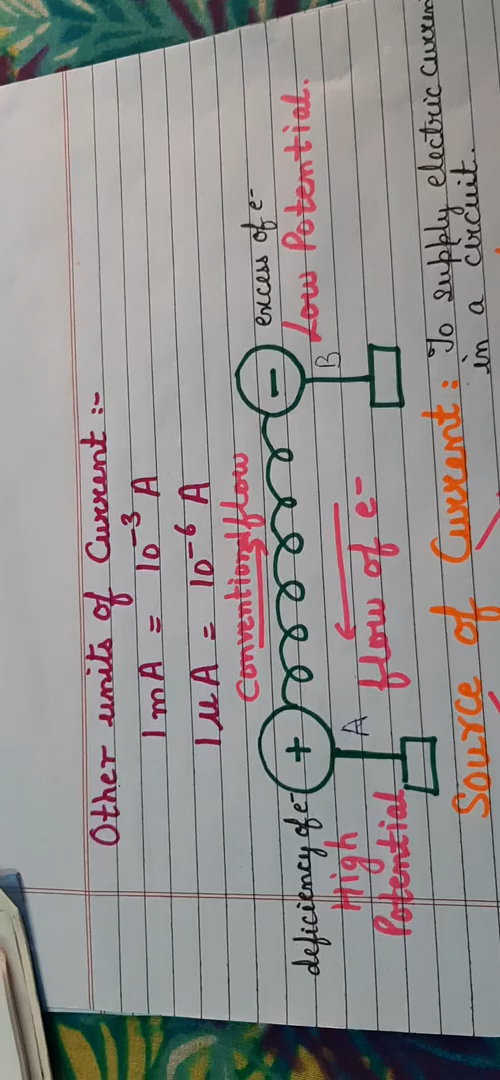 Other units of Current :-
1 mA = 10-3 A
1 μA = 10-6 A
Conventional flow
deficiency of e-
+
-
excess of e-
High
Potential
A
B
Low Potential.
flow of e-
Source of Current : To supply electric current
in a circuit.